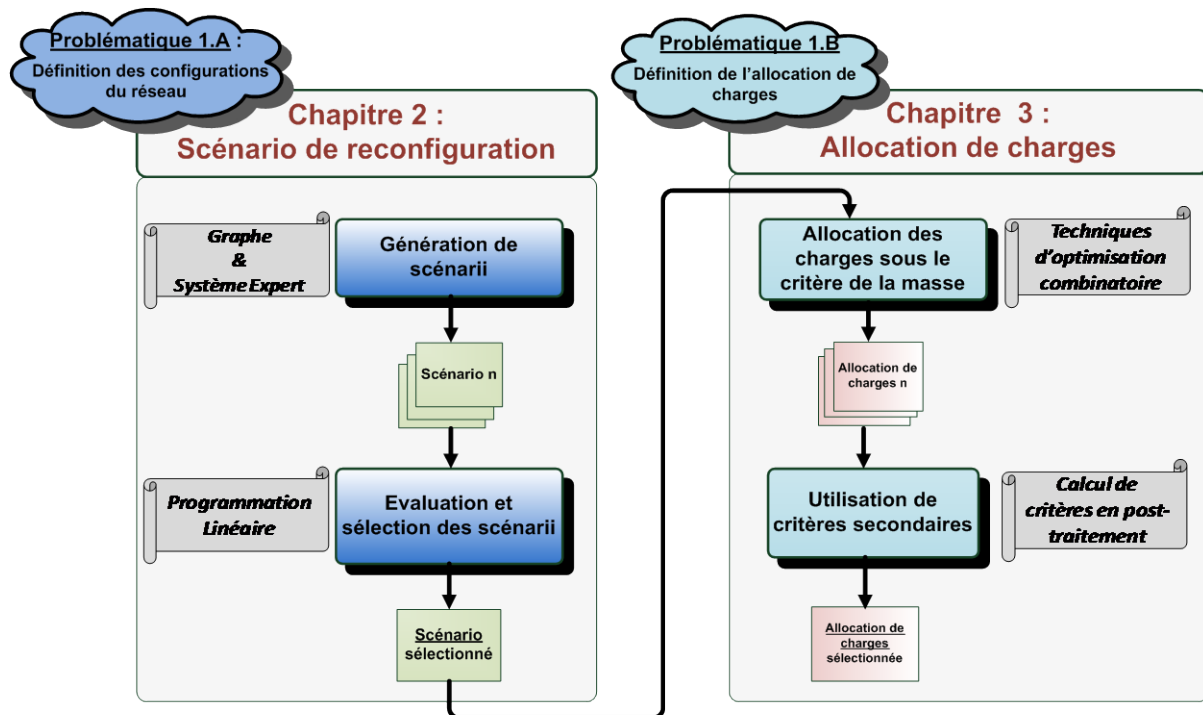 Problématique 1.A :
Définition des configurations
du réseau
Chapitre 2 :
Scénario de reconfiguration
Graphe
&
Système Expert
Génération de
scénarii
Scénario n
Programmation
Linéaire
Evaluation et
sélection des scénarii
Scénario
sélectionné
Problématique 1.B
Définition de l'allocation de
charges
Chapitre 3 :
Allocation de charges
Allocation des
charges sous le
critère de la masse
Techniques
d'optimisation
combinatoire
Allocation de
charges n
Utilisation de
critères secondaires
Calcul de
critères en post-
traitement
Allocation de
charges
sélectionnée